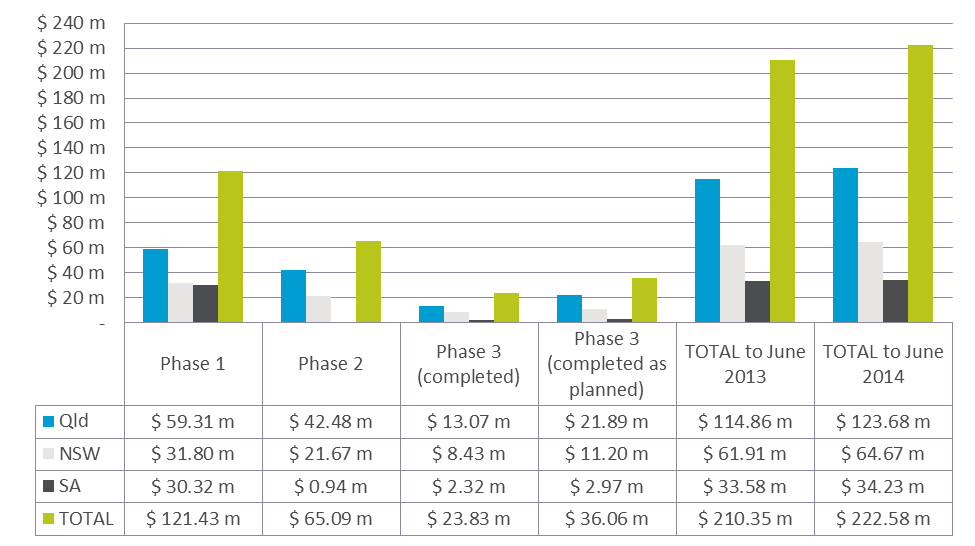 $ 240 m
$ 220 m
$ 200 m
$ 180 m
$ 160 m
$ 140 m
$ 120 m
$ 100 m
$ 80 m
$ 60 m
$ 40 m
$ 20 m
-
Phase 1
Phase 2
Phase 3
(completed)
Phase 3
(completed as
planned)
TOTAL to June
2013
TOTAL to June
2014
Qld $ 59.31 m $ 42.48 m $ 13.07 m $ 21.89 m $ 114.86 m $ 123.68 m
NSW $ 31.80 m $ 21.67 m $ 8.43 m $ 11.20 m $ 61.91 m $ 64.67 m
SA $ 30.32 m $ 0.94 m $ 2.32 m $ 2.97 m $ 33.58 m $ 34.23 m
TOTAL $ 121.43 m $ 65.09 m $ 23.83 m $ 36.06 m $ 210.35 m $ 222.58 m